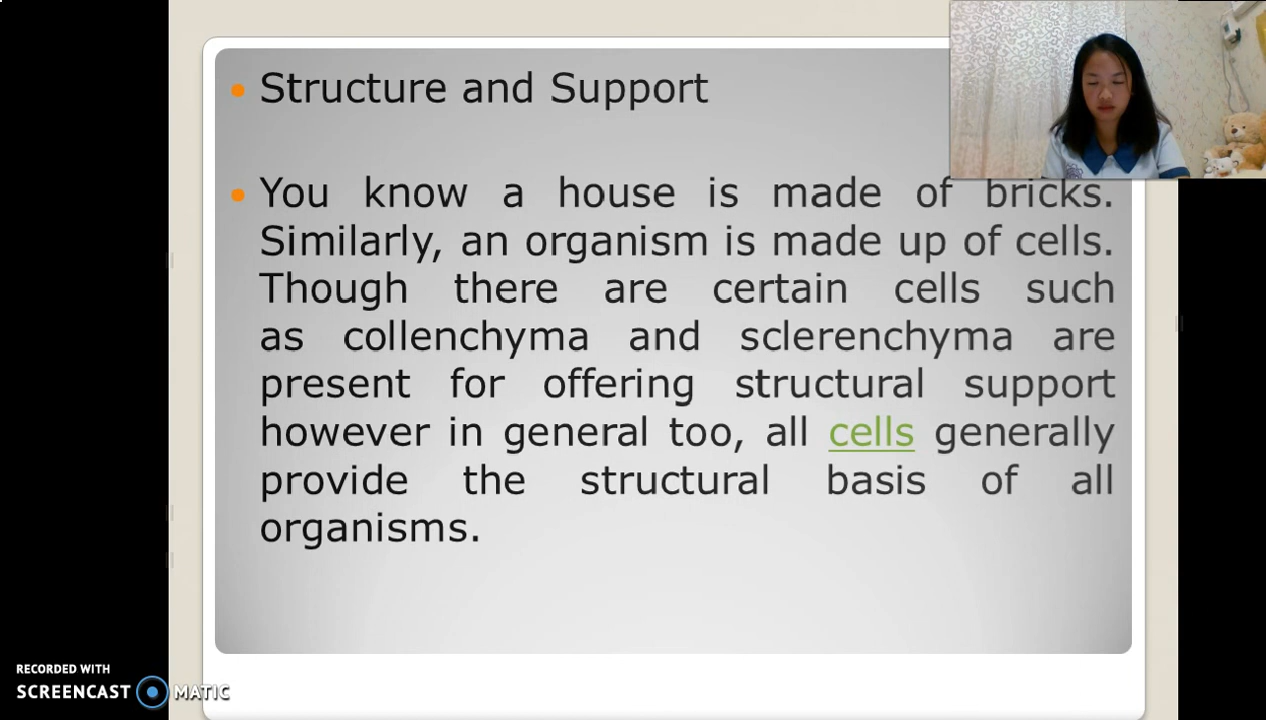 Structure and Support
You know a house is made of bricks.
Similarly, an organism is made up of cells.
Though there are certain cells such
as collenchyma and sclerenchyma are
present for offering structural support
however in general too, all cells generally
provide the structural basis of all
organisms.
RECORDED WITH
SCREENCAST MATIC